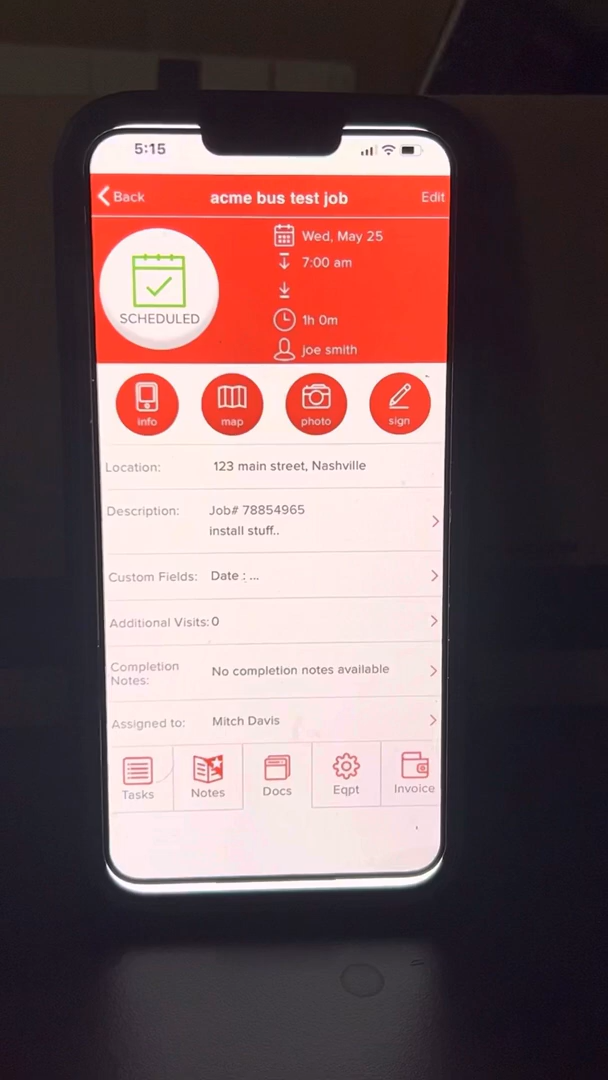 5:15
Back acme bus test job Edit
Wed, May 25
7:00 am
SCHEDULED
1h 0m
joe smith
info map photo sign
Location: 123 main street, Nashville
Description: Job# 78854965
install stuff..
Custom Fields: Date : ...
Additional Visits: 0
Completion
Notes: No completion notes available
Assigned to: Mitch Davis
Tasks Notes Docs Eqpt Invoice